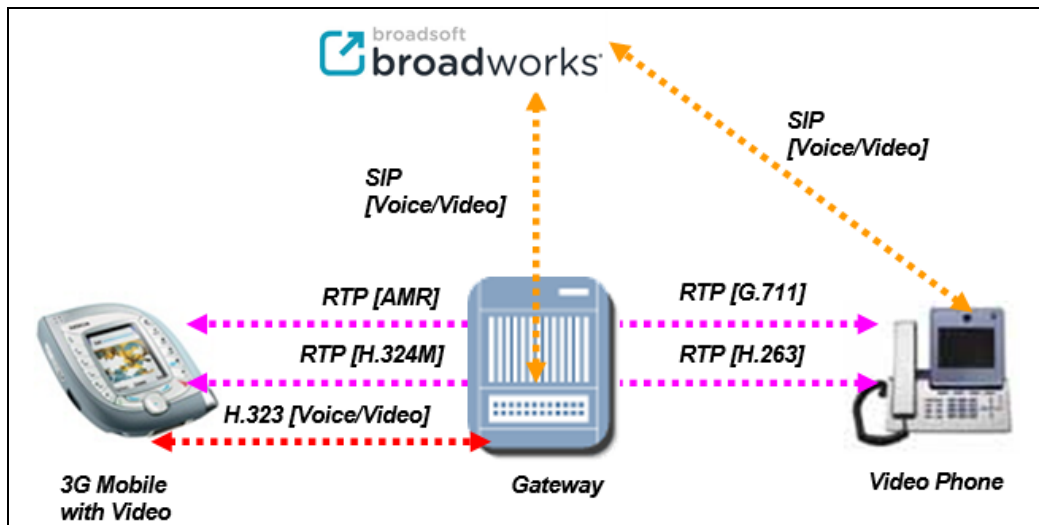 broadsoft
broadworks
SIP
[Voice/Video]
SIP
[Voice/Video]
RTP [AMR]
RTP [G.711]
RTP [H.324M]
RTP [H.263]
H.323 [Voice/Video]
3G Mobile
with Video
Gateway
Video Phone